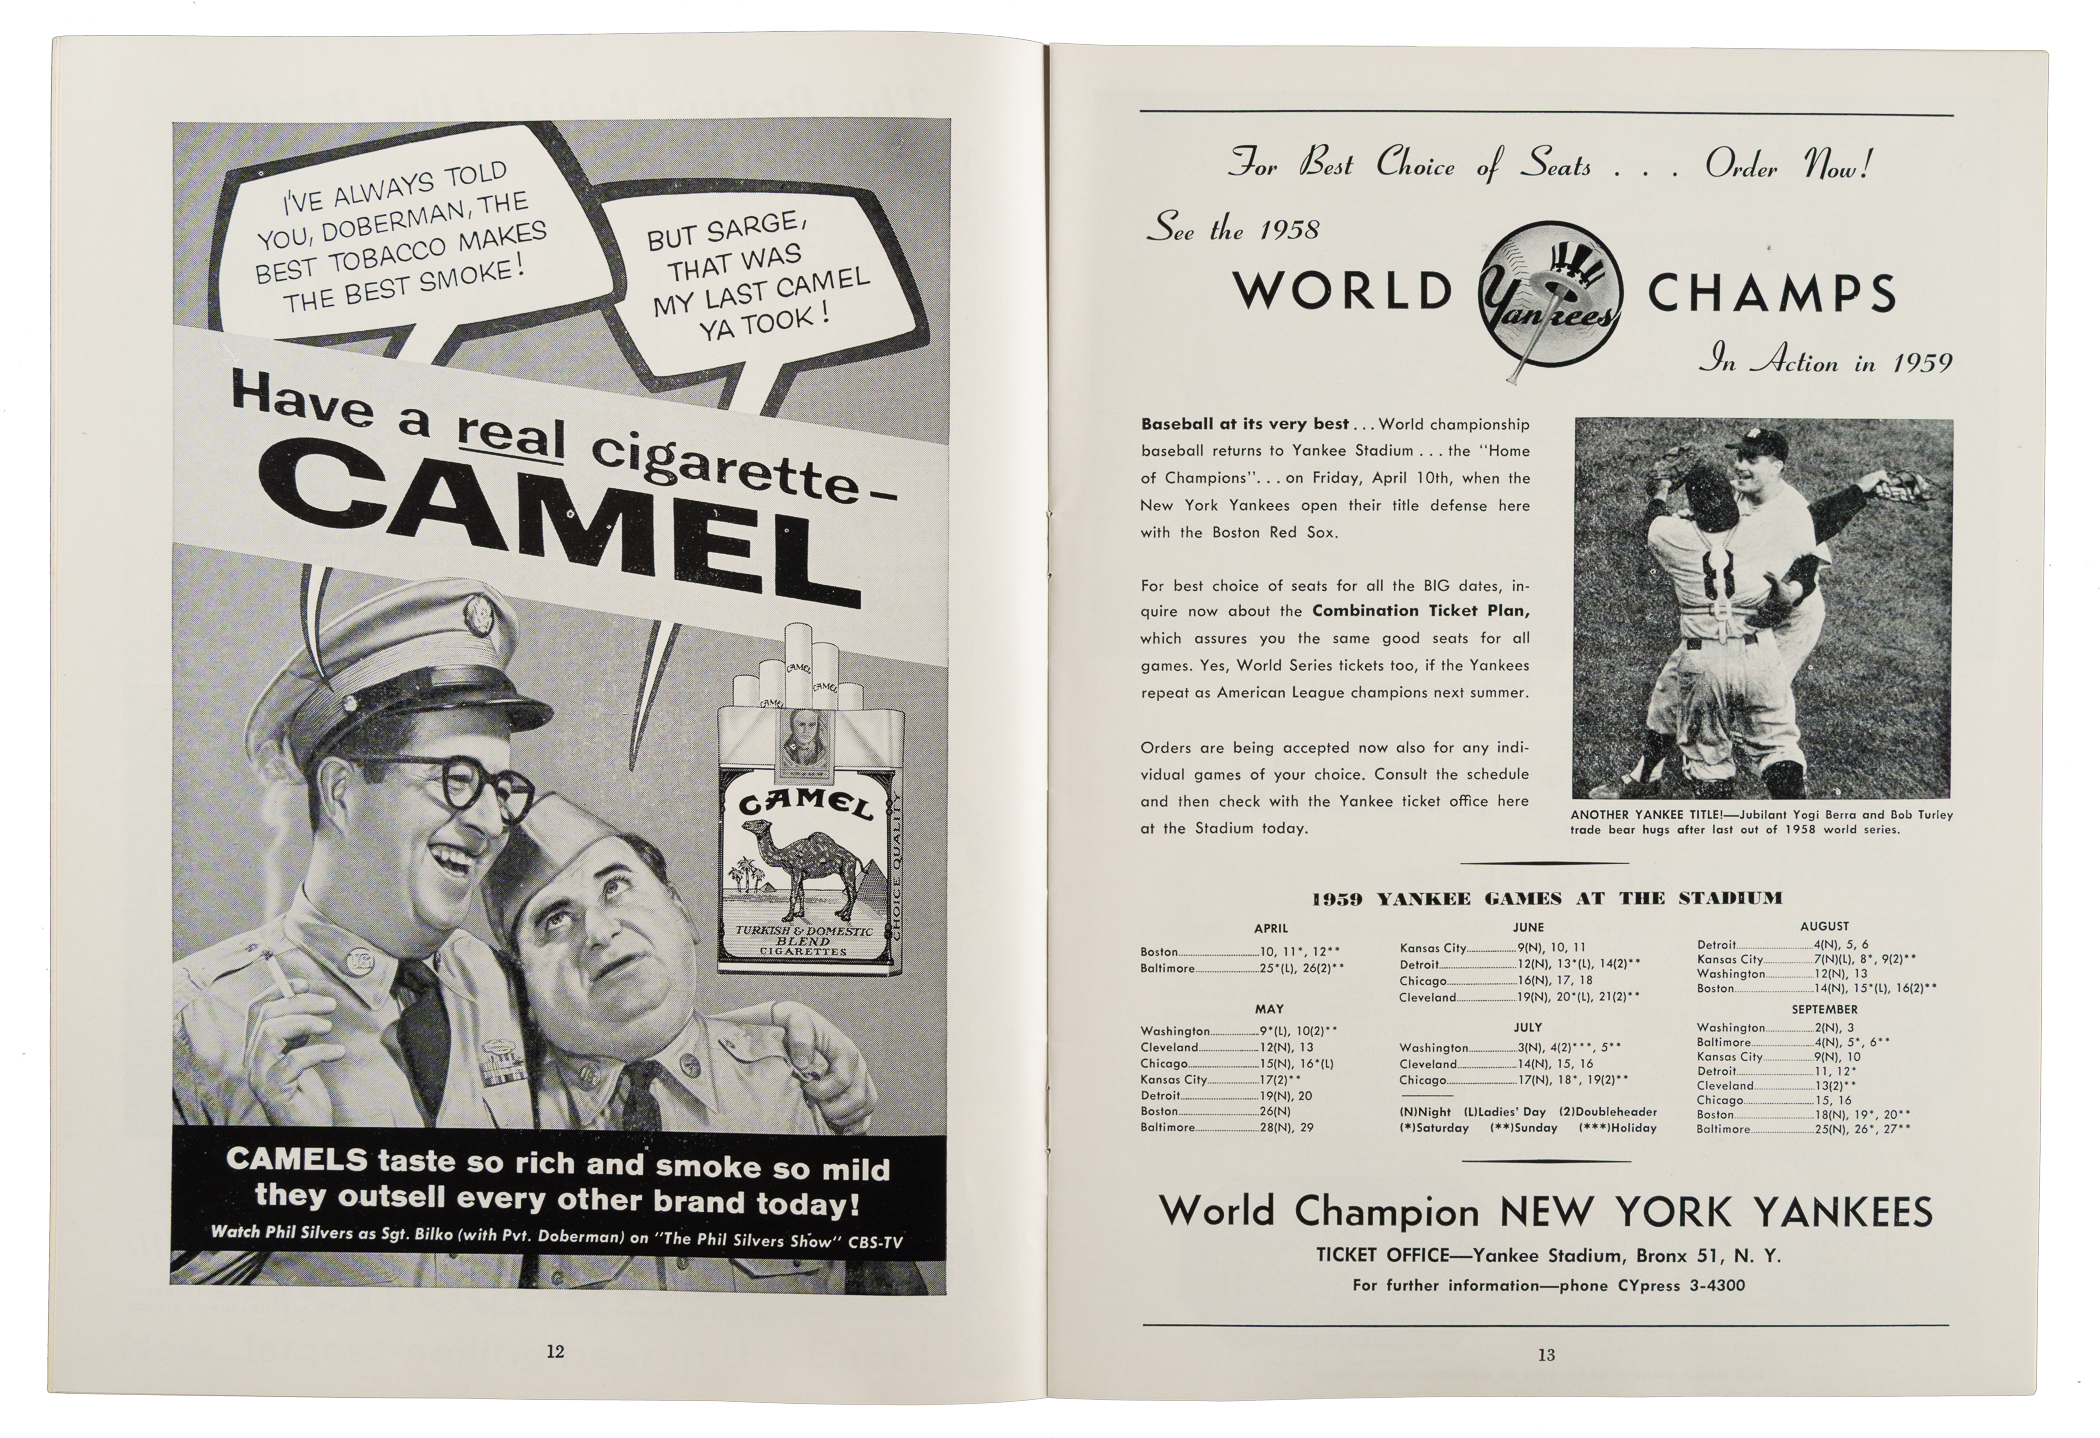 I'VE ALWAYS TOLD
YOU, DOBERMAN, THE
BEST TOBACCO MAKES
THE BEST SMOKE!
BUT SARGE,
THAT WAS
MY LAST CAMEL
YA TOOK!
Have a real cigarette-
CAMEL
CAMEL
CAMEL
CAMEL
CAMEL
CHOICE QUALITY
TURKISH & DOMESTIC
BLEND
CIGARETTES
CAMELS taste so rich and smoke so mild
they outsell every other brand today!
Watch Phil Silvers as Sgt. Bilko (with Pvt. Doberman) on "The Phil Silvers Show" CBS-TV
12
For Best Choice of Seats . . . Order Now!
See the 1958
WORLD Yankees CHAMPS
In Action in 1959
Baseball at its very best . . . World championship
baseball returns to Yankee Stadium . . . the "Home
of Champions". . . on Friday, April 10th, when the
New York Yankees open their title defense here
with the Boston Red Sox.
For best choice of seats for all the BIG dates, in-
quire now about the Combination Ticket Plan,
which assures you the same good seats for all
games. Yes, World Series tickets too, if the Yankees
repeat as American League champions next summer.
Orders are being accepted now also for any indi-
vidual games of your choice. Consult the schedule
and then check with the Yankee ticket office here
at the Stadium today.
8
ANOTHER YANKEE TITLE!—Jubilant Yogi Berra and Bob Turley
trade bear hugs after last out of 1958 world series.
1959 YANKEE GAMES AT THE STADIUM
APRIL
Boston 10, 11*, 12**
Baltimore 25*(L), 26(2)**
MAY
Washington 9*(L), 10(2)**
Cleveland 12(N), 13
Chicago 15(N), 16*(L)
Kansas City 17(2)**
Detroit 19(N), 20
Boston 26(N)
Baltimore 28(N), 29
JUNE
Kansas City 9(N), 10, 11
Detroit 12(N), 13*(L), 14(2)**
Chicago 16(N), 17, 18
Cleveland 19(N), 20*(L), 21(2)**
JULY
Washington 3(N), 4(2)***, 5**
Cleveland 14(N), 15, 16
Chicago 17(N), 18*, 19(2)**
(N)Night (L)Ladies' Day (2)Doubleheader
(*)Saturday (**)Sunday (***)Holiday
AUGUST
Detroit 4(N), 5, 6
Kansas City 7(N)(L), 8*, 9(2)**
Washington 12(N), 13
Boston 14(N), 15*(L), 16(2)**
SEPTEMBER
Washington 2(N), 3
Baltimore 4(N), 5*, 6**
Kansas City 9(N), 10
Detroit 11, 12*
Cleveland 13(2)**
Chicago 15, 16
Boston 18(N), 19*, 20**
Baltimore 25(N), 26*, 27**
World Champion NEW YORK YANKEES
TICKET OFFICE—Yankee Stadium, Bronx 51, N. Y.
For further information—phone CYpress 3-4300
13